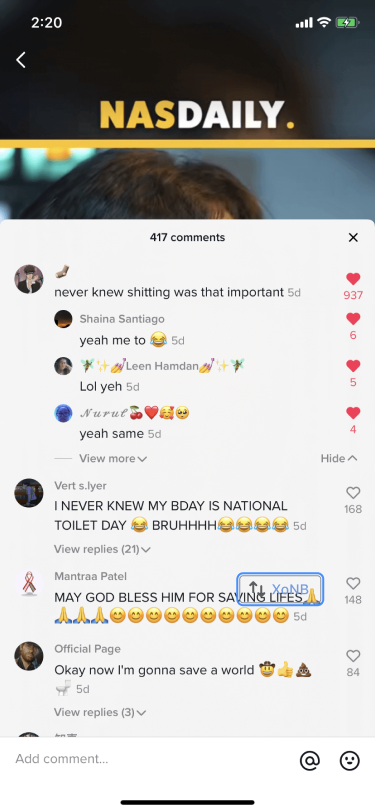 2:20
NASDAILY.
417 comments
never knew shitting was that important 5d
937
Shaina Santiago
yeah me to 😂 5d
6
🧚✨💅Leen Hamdan💅✨🧚
Lol yeh 5d
5
𝓝𝓾𝓻𝓾𝓵🍒❤️🥰🥺
yeah same 5d
4
View more
Hide
Vert s.lyer
I NEVER KNEW MY BDAY IS NATIONAL
TOILET DAY 😂 BRUHHHH😂😂😂😂 5d
168
View replies (21)
Mantraa Patel
MAY GOD BLESS HIM FOR SAVING LIFES🙏
🙏🙏🙏😊😊😊😊😊😊😊😊😊😊 5d
XoNB
148
Official Page
Okay now I'm gonna save a world 🤠👍💩
🚽 5d
84
View replies (3)
Add comment...
@